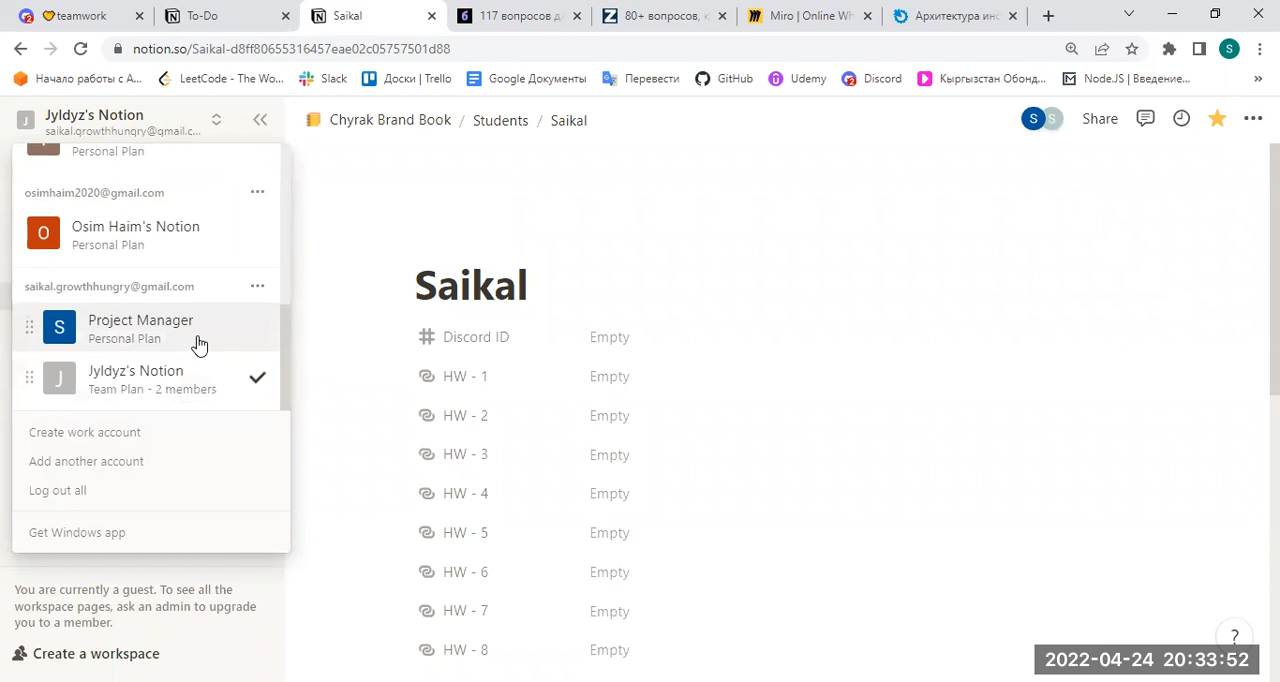 teamwork
To-Do
Saikal
117 вопросов д
80+ вопросов, к
Miro | Online Wh
Архитектура инс
notion.so/Saikal-d8ff80655316457eae02c05757501d88
S
Начало работы с А...
LeetCode - The Wo...
Slack
Доски | Trello
Google Документы
Перевести
GitHub
Udemy
Discord
Кыргызстан Обонд...
Node.JS | Введение...
»
J
Jyldyz's Notion
saikal.growthhungry@gmail.c...
Chyrak Brand Book / Students / Saikal
S
S
Share
Personal Plan
osimhaim2020@gmail.com
O
Osim Haim's Notion
Personal Plan
saikal.growthhungry@gmail.com
S
Project Manager
Personal Plan
J
Jyldyz's Notion
Team Plan - 2 members
Create work account
Add another account
Log out all
Get Windows app
You are currently a guest. To see all the
workspace pages, ask an admin to upgrade
you to a member.
Create a workspace
Saikal
Discord ID Empty
HW - 1 Empty
HW - 2 Empty
HW - 3 Empty
HW - 4 Empty
HW - 5 Empty
HW - 6 Empty
HW - 7 Empty
HW - 8 Empty
?
2022-04-24 20:33:52